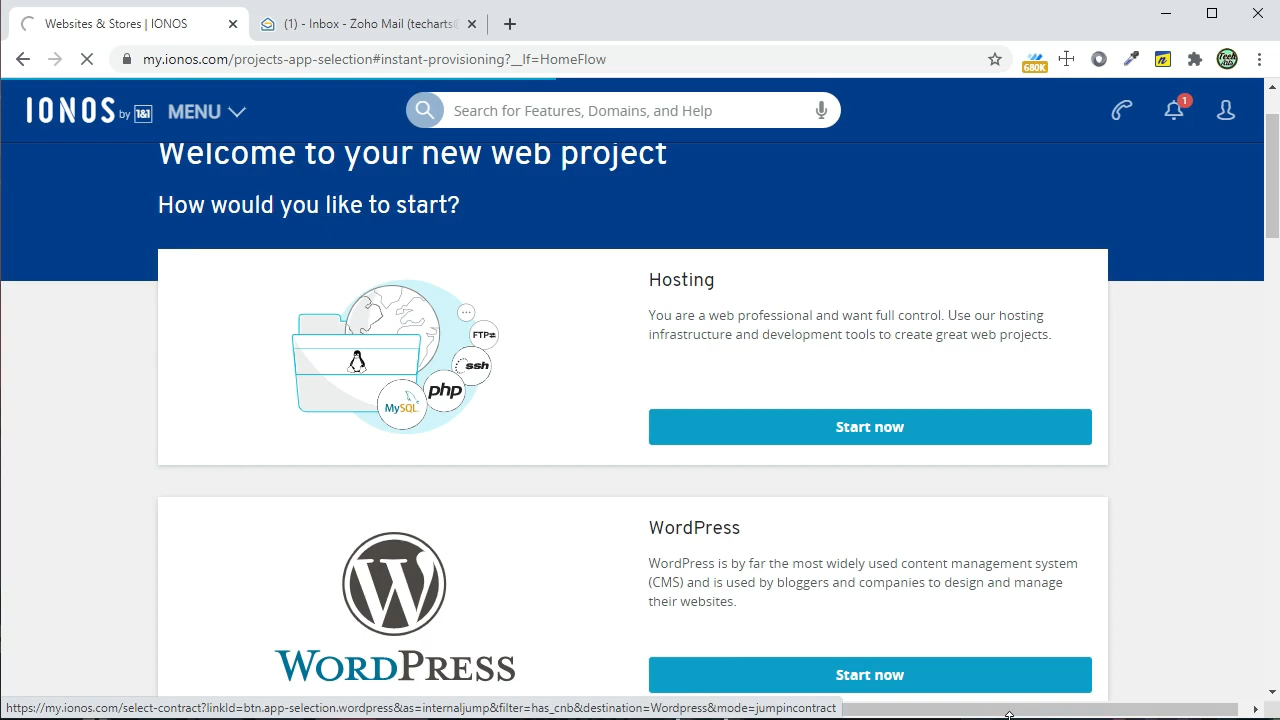 Websites & Stores | IONOS
(1) - Inbox - Zoho Mail (techarts
my.ionos.com/projects-app-selection#instant-provisioning?__lf=HomeFlow
680K
IONOS by 1&1
MENU
Search for Features, Domains, and Help
1
Welcome to your new web project
How would you like to start?
Hosting
You are a web professional and want full control. Use our hosting
infrastructure and development tools to create great web projects.
FTP
ssh
php
MySQL
Start now
WordPress
WordPress is by far the most widely used content management system
(CMS) and is used by bloggers and companies to design and manage
their websites.
W
WORDPRESS
Start now
https://my.ionos.com/select-contract?linkId=btn.app-selection.wordpress&as=internaljump&filter=has_cnb&destination=Wordpress&mode=jumpincontract